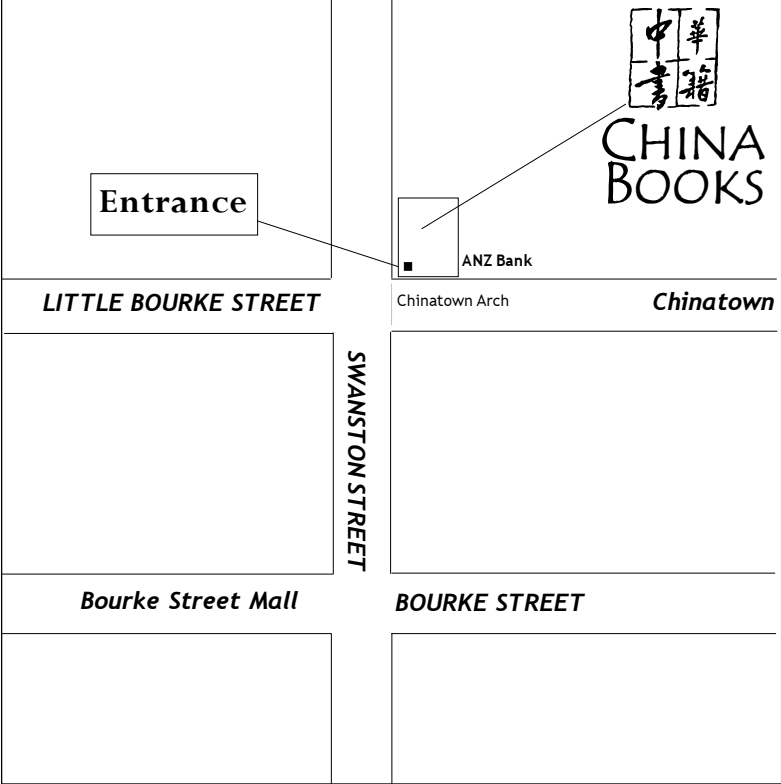 中華
書籍
CHINA
BOOKS
Entrance
ANZ Bank
LITTLE BOURKE STREET
Chinatown Arch
Chinatown
SWANSTON STREET
Bourke Street Mall
BOURKE STREET